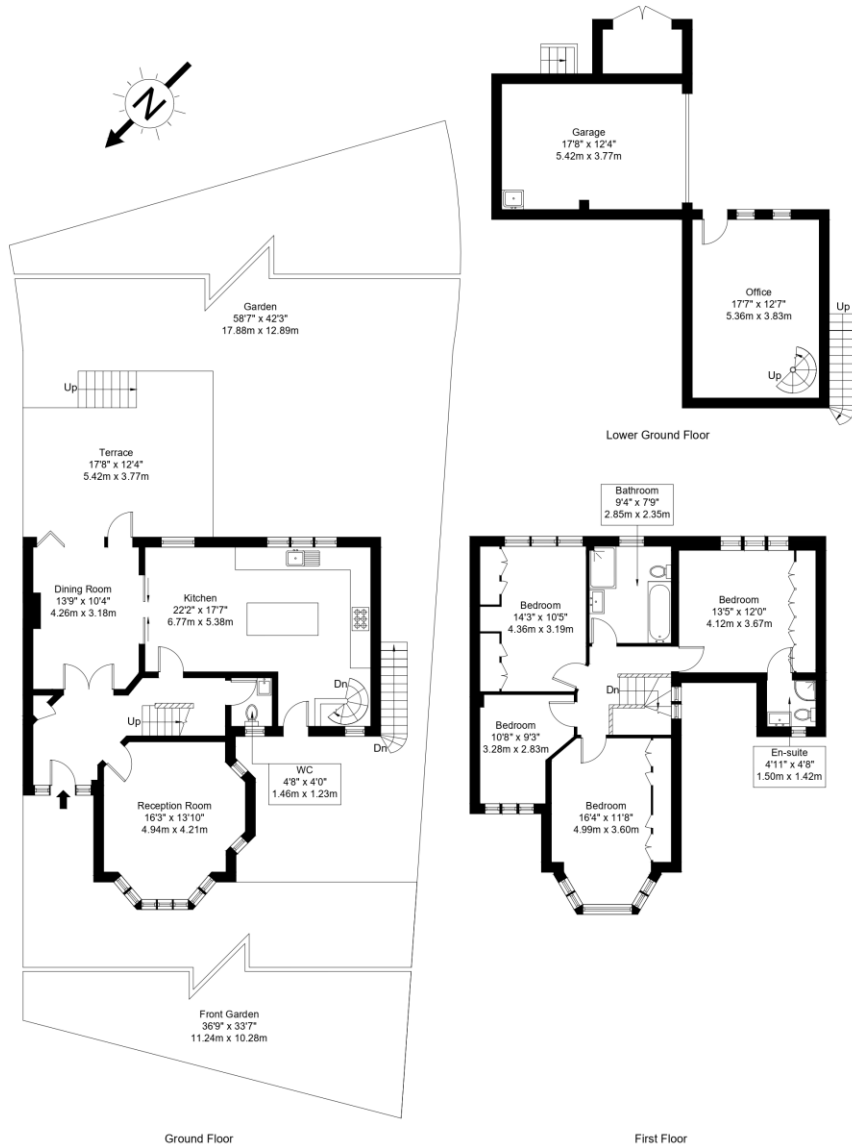 N
Garage
17'8" x 12'4"
5.42m x 3.77m
Office
17'7" x 12'7"
5.36m x 3.83m
Up
Up
Lower Ground Floor
Garden
58'7" x 42'3"
17.88m x 12.89m
Up
Terrace
17'8" x 12'4"
5.42m x 3.77m
Dining Room
13'9" x 10'4"
4.26m x 3.18m
Kitchen
22'2" x 17'7"
6.77m x 5.38m
Dn
Dn
Up
WC
4'8" x 4'0"
1.46m x 1.23m
Reception Room
16'3" x 13'10"
4.94m x 4.21m
Front Garden
36'9" x 33'7"
11.24m x 10.28m
Ground Floor
Bathroom
9'4" x 7'9"
2.85m x 2.35m
Bedroom
14'3" x 10'5"
4.36m x 3.19m
Bedroom
13'5" x 12'0"
4.12m x 3.67m
Dn
Bedroom
10'8" x 9'3"
3.28m x 2.83m
En-suite
4'11" x 4'8"
1.50m x 1.42m
Bedroom
16'4" x 11'8"
4.99m x 3.60m
First Floor